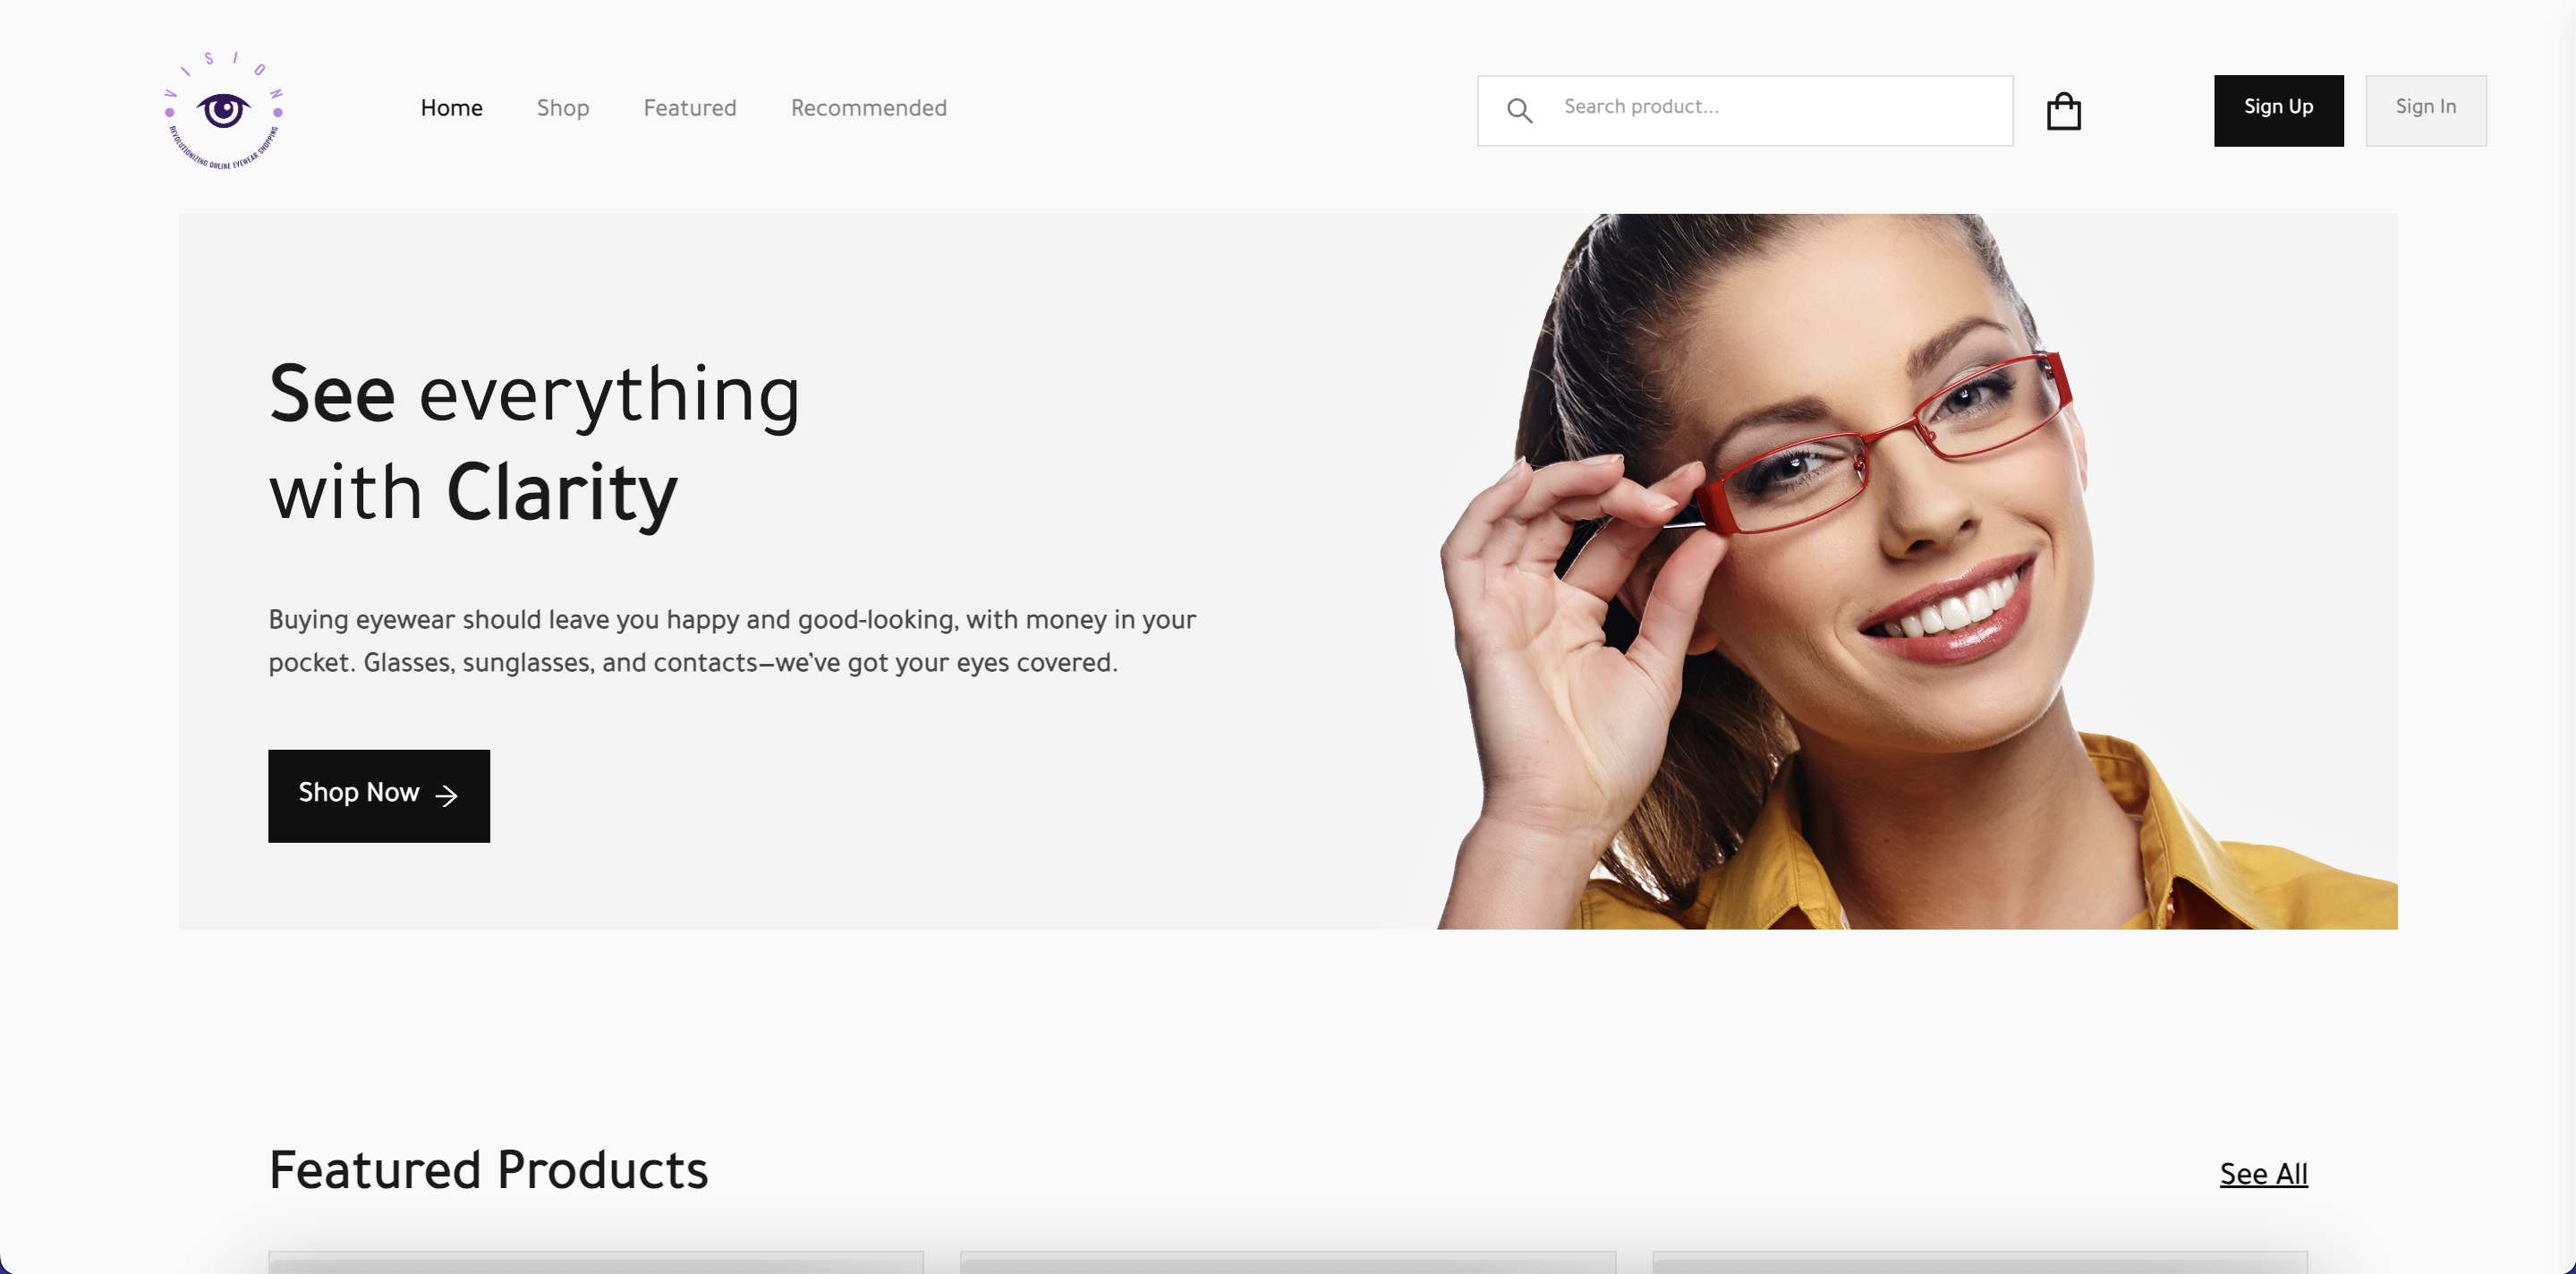 VISION
REVOLUTIONIZING ONLINE EYEWEAR SHOPPING
Home
Shop
Featured
Recommended
Search product...
Sign Up
Sign In
See everything
with Clarity
Buying eyewear should leave you happy and good-looking, with money in your
pocket. Glasses, sunglasses, and contacts—we’ve got your eyes covered.
Shop Now
Featured Products
See All